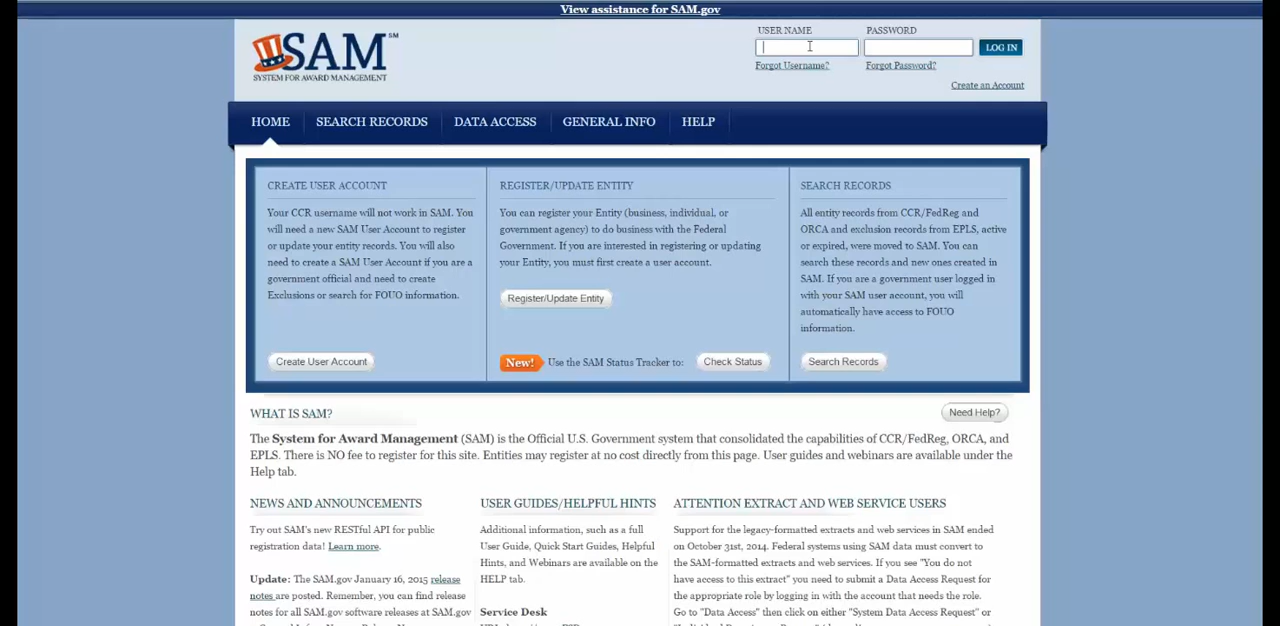 View assistance for SAM.gov
SAM SM
SYSTEM FOR AWARD MANAGEMENT
USER NAME PASSWORD
LOG IN
Forgot Username? Forgot Password?
Create an Account
HOME SEARCH RECORDS DATA ACCESS GENERAL INFO HELP
CREATE USER ACCOUNT
Your CCR username will not work in SAM. You
will need a new SAM User Account to register
or update your entity records. You will also
need to create a SAM User Account if you are a
government official and need to create
Exclusions or search for FOUO information.
Create User Account
REGISTER/UPDATE ENTITY
You can register your Entity (business, individual, or
government agency) to do business with the Federal
Government. If you are interested in registering or updating
your Entity, you must first create a user account.
Register/Update Entity
New! Use the SAM Status Tracker to: Check Status
SEARCH RECORDS
All entity records from CCR/FedReg and
ORCA and exclusion records from EPLS, active
or expired, were moved to SAM. You can
search these records and new ones created in
SAM. If you are a government user logged in
with your SAM user account, you will
automatically have access to FOUO
information.
Search Records
WHAT IS SAM?
Need Help?
The System for Award Management (SAM) is the Official U.S. Government system that consolidated the capabilities of CCR/FedReg, ORCA, and
EPLS. There is NO fee to register for this site. Entities may register at no cost directly from this page. User guides and webinars are available under the
Help tab.
NEWS AND ANNOUNCEMENTS
Try out SAM's new RESTful API for public
registration data! Learn more.
Update: The SAM.gov January 16, 2015 release
notes are posted. Remember, you can find release
notes for all SAM.gov software releases at SAM.gov
USER GUIDES/HELPFUL HINTS
Additional information, such as a full
User Guide, Quick Start Guides, Helpful
Hints, and Webinars are available on the
HELP tab.
Service Desk
ATTENTION EXTRACT AND WEB SERVICE USERS
Support for the legacy-formatted extracts and web services in SAM ended
on October 31st, 2014. Federal systems using SAM data must convert to
the SAM-formatted extracts and web services. If you see "You do not
have access to this extract" you need to submit a Data Access Request for
the appropriate role by logging in with the account that needs the role.
Go to "Data Access" then click on either "System Data Access Request" or